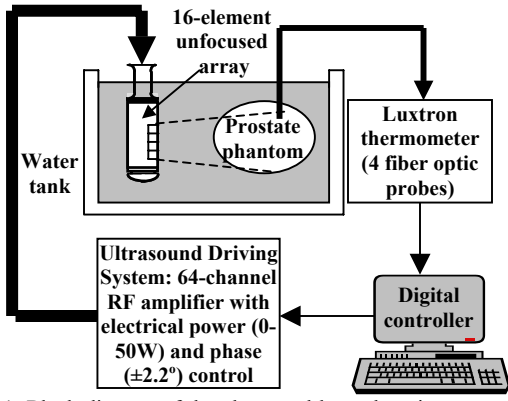 16-element
unfocused
array
Prostate
phantom
Water
tank
Luxtron
thermometer
(4 fiber optic
probes)
Digital
controller
Ultrasound Driving
System: 64-channel
RF amplifier with
electrical power (0-
50W) and phase
(±2.2º) control